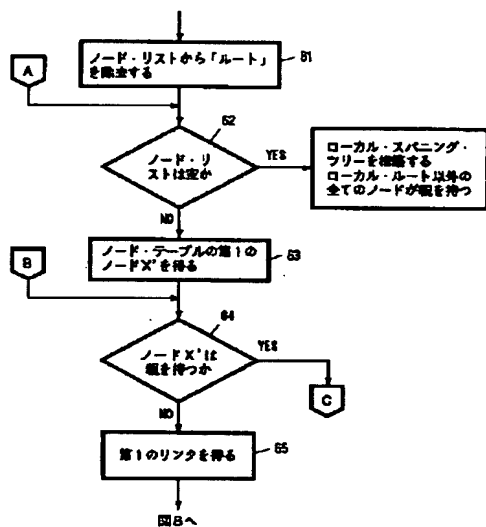 ノード・リストから「ルート」
を除去する
61
A
62
ノード・リ
ストは空か
YES
ローカル・スパニング・
ツリーを構築する
ローカル・ルート以外の
全てのノードが親を持つ
NO
ノード・テーブルの第1の
ノードX'を得る
63
B
64
ノードX'は
親を持つか
YES
C
NO
第1のリンクを得る
65
図8へ